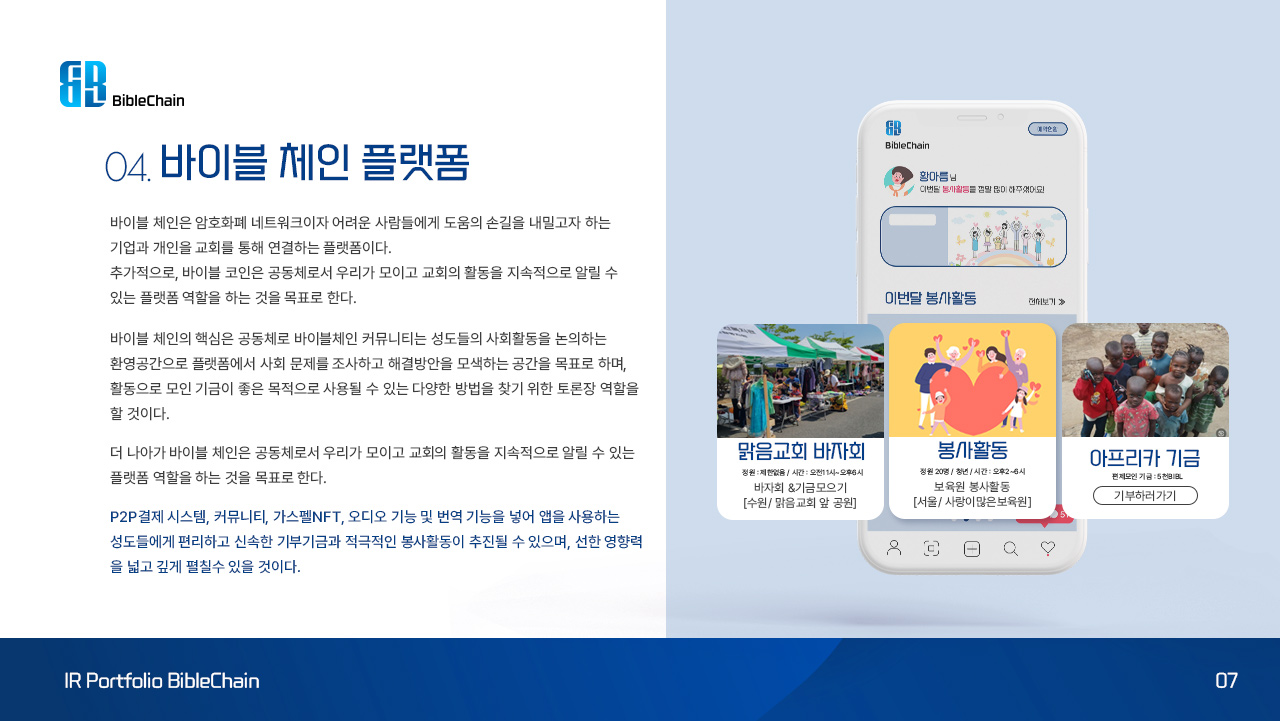 BibleChain
04. 바이블 체인 플랫폼
바이블 체인은 암호화폐 네트워크이자 어려운 사람들에게 도움의 손길을 내밀고자 하는
기업과 개인을 교회를 통해 연결하는 플랫폼이다.
추가적으로, 바이블 코인은 공동체로서 우리가 모이고 교회의 활동을 지속적으로 알릴 수
있는 플랫폼 역할을 하는 것을 목표로 한다.
바이블 체인의 핵심은 공동체로 바이블체인 커뮤니티는 성도들의 사회활동을 논의하는
환영공간으로 플랫폼에서 사회 문제를 조사하고 해결방안을 모색하는 공간을 목표로 하며,
활동으로 모인 기금이 좋은 목적으로 사용될 수 있는 다양한 방법을 찾기 위한 토론장 역할을
할 것이다.
더 나아가 바이블 체인은 공동체로서 우리가 모이고 교회의 활동을 지속적으로 알릴 수 있는
플랫폼 역할을 하는 것을 목표로 한다.
P2P결제 시스템, 커뮤니티, 가스펠NFT, 오디오 기능 및 번역 기능을 넣어 앱을 사용하는
성도들에게 편리하고 신속한 기부기금과 적극적인 봉사활동이 추진될 수 있으며, 선한 영향력
을 넓고 깊게 펼칠수 있을 것이다.
BibleChain
황아름 님
이번달 봉사활동를 정말 많이 해주셨어요!
이번달 봉사활동
전체보기
맑음교회 바자회
정원 : 제한없음 / 시간 : 오전11시~오후6시
바자회 &기금모으기
[수원/ 맑음교회 앞 공원]
봉사활동
정원 20명 / 청년 / 시간 : 오후2~6시
보육원 봉사활동
[서울/ 사랑이많은보육원]
아프리카 기금
현재모인 기금 : 5천BIBL
기부하러가기
IR Portfolio BibleChain
07